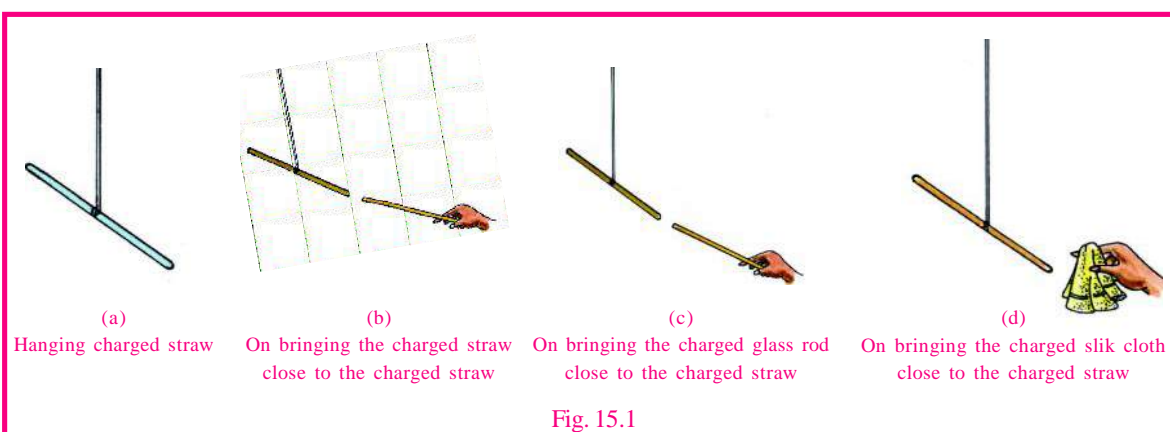 (a)
Hanging charged straw
(b)
On bringing the charged straw
close to the charged straw
(c)
On bringing the charged glass rod
close to the charged straw
(d)
On bringing the charged slik cloth
close to the charged straw
Fig. 15.1